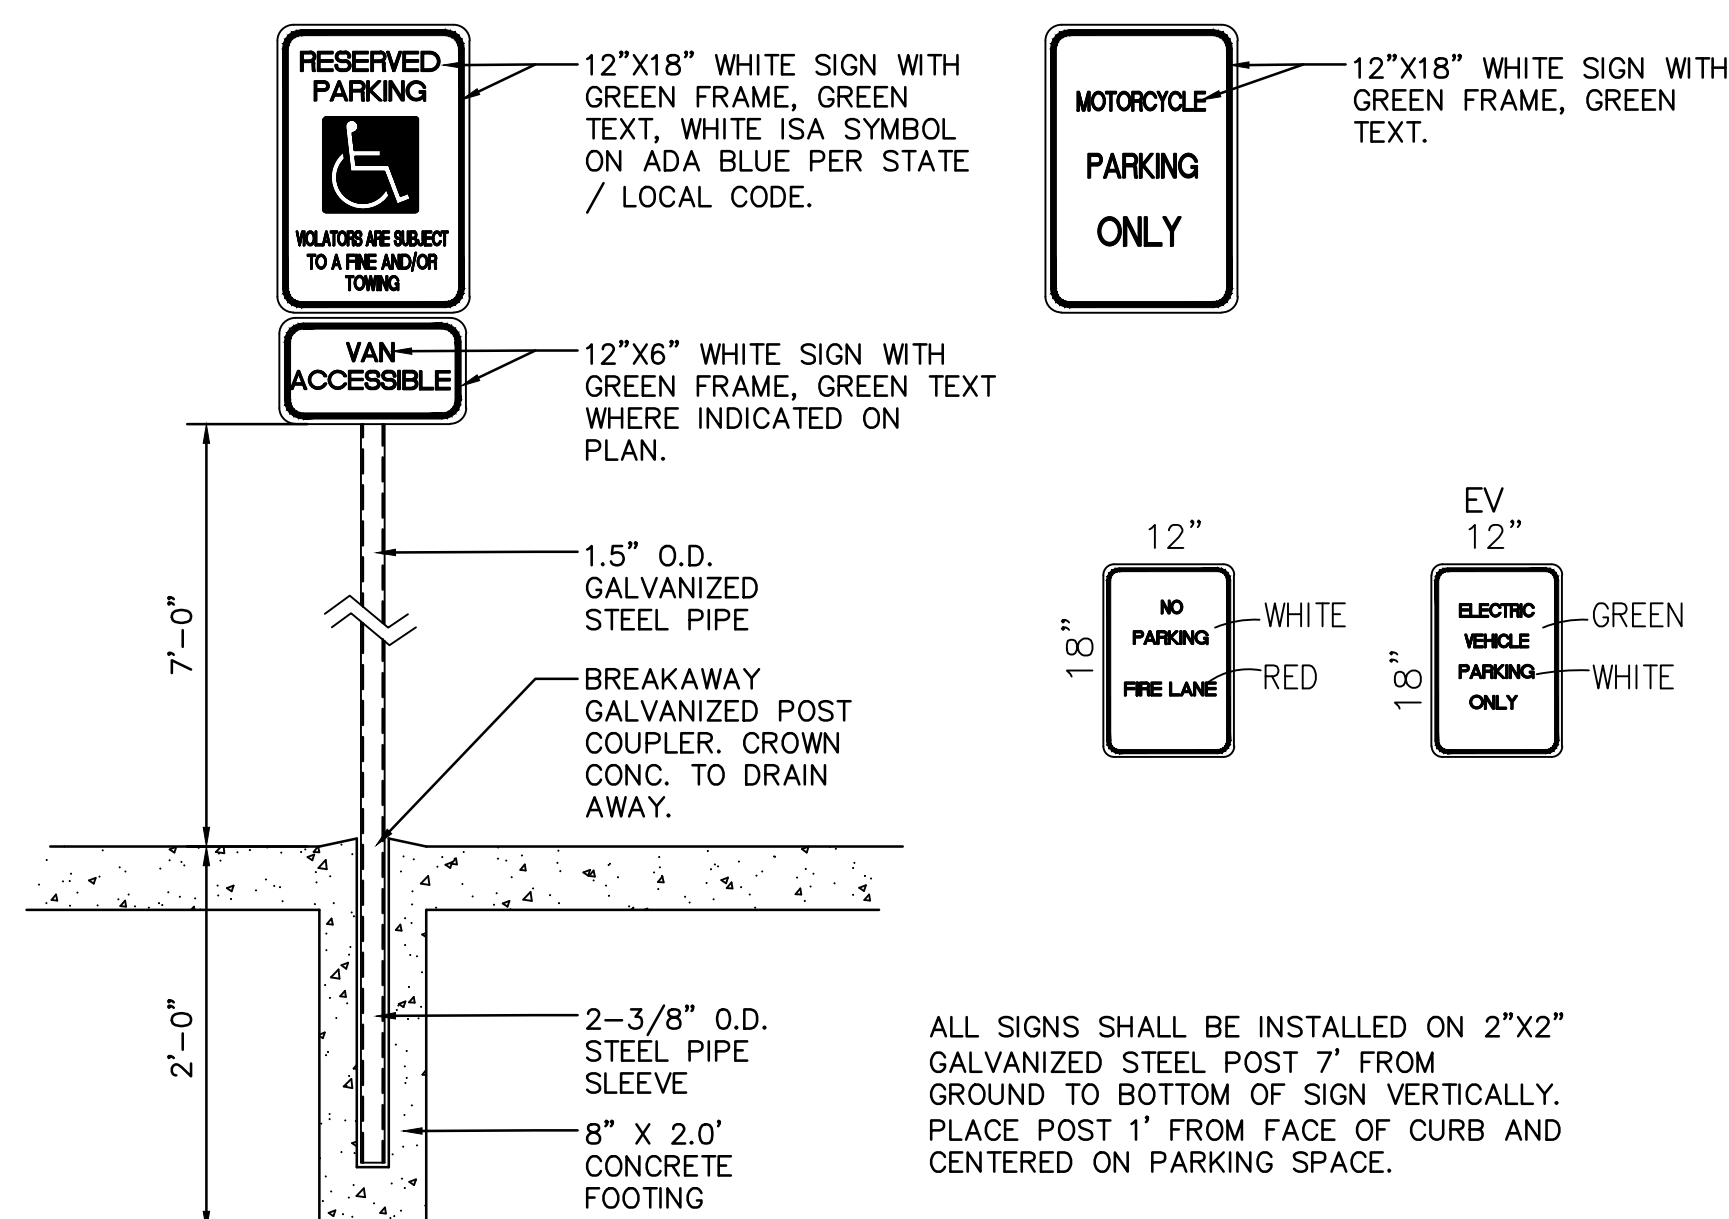 RESERVED
PARKING
VIOLATORS ARE SUBJECT
TO A FINE AND/OR
TOWING
12”X18” WHITE SIGN WITH
GREEN FRAME, GREEN
TEXT, WHITE ISA SYMBOL
ON ADA BLUE PER STATE
/ LOCAL CODE.
VAN
ACCESSIBLE
12”X6” WHITE SIGN WITH
GREEN FRAME, GREEN TEXT
WHERE INDICATED ON
PLAN.
1.5” O.D.
GALVANIZED
STEEL PIPE
7’-0”
BREAKAWAY
GALVANIZED POST
COUPLER. CROWN
CONC. TO DRAIN
AWAY.
2’-0”
2-3/8” O.D.
STEEL PIPE
SLEEVE
8” X 2.0’
CONCRETE
FOOTING
MOTORCYCLE
PARKING
ONLY
12”X18” WHITE SIGN WITH
GREEN FRAME, GREEN
TEXT.
12”
18”
NO
PARKING
FIRE LANE
WHITE
RED
EV
12”
18”
ELECTRIC
VEHICLE
PARKING
ONLY
GREEN
WHITE
ALL SIGNS SHALL BE INSTALLED ON 2”X2”
GALVANIZED STEEL POST 7’ FROM
GROUND TO BOTTOM OF SIGN VERTICALLY.
PLACE POST 1’ FROM FACE OF CURB AND
CENTERED ON PARKING SPACE.